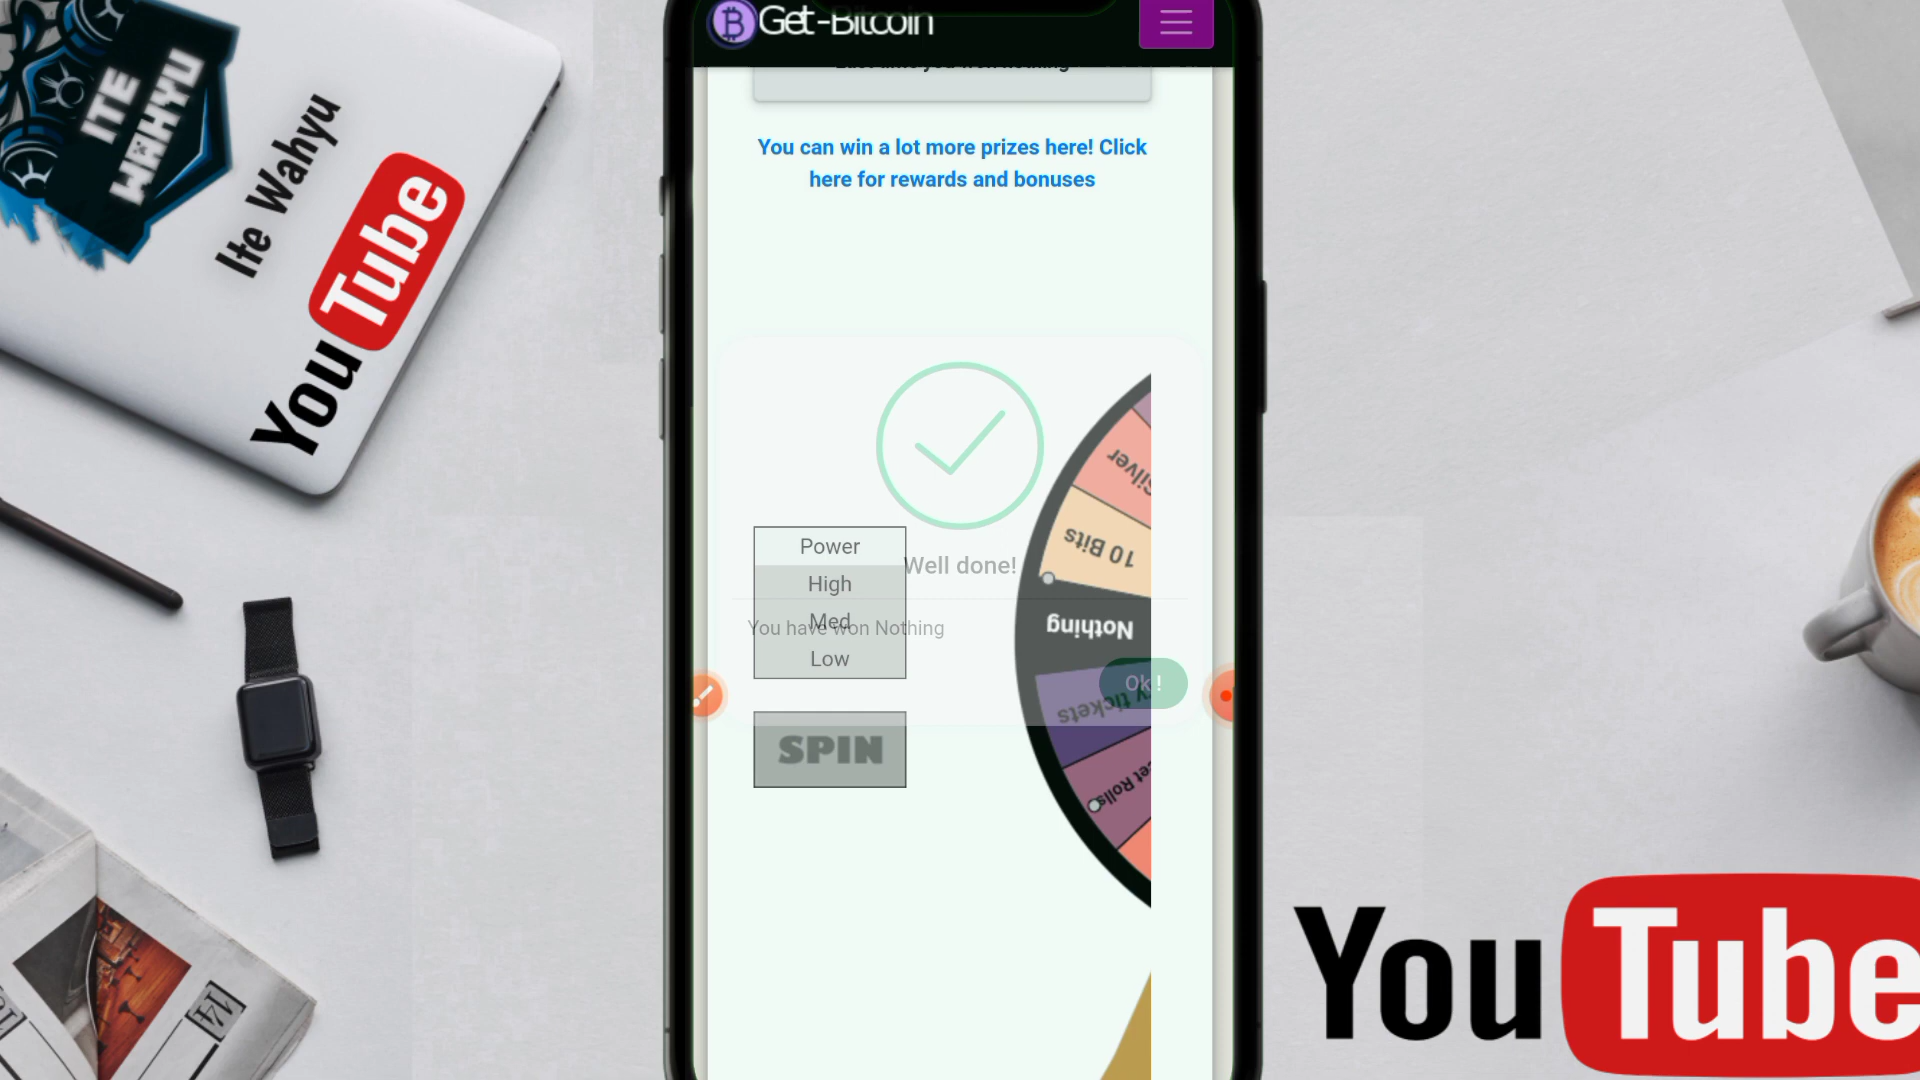 ITE
WAHYU
Ite Wahyu
YouTube
Get-Bitcoin
You can win a lot more prizes here! Click
here for rewards and bonuses
Silver
10 Bits
Nothing
tickets
Rolls
Power
High
Med
Low
Well done!
You have won Nothing
Ok !
SPIN
YouTube